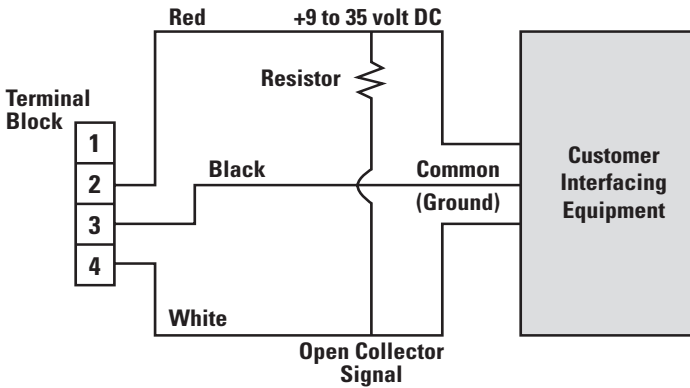 Red
+9 to 35 volt DC
Resistor
Terminal
Block
1
2
3
4
Black
Common
(Ground)
Customer
Interfacing
Equipment
White
Open Collector
Signal